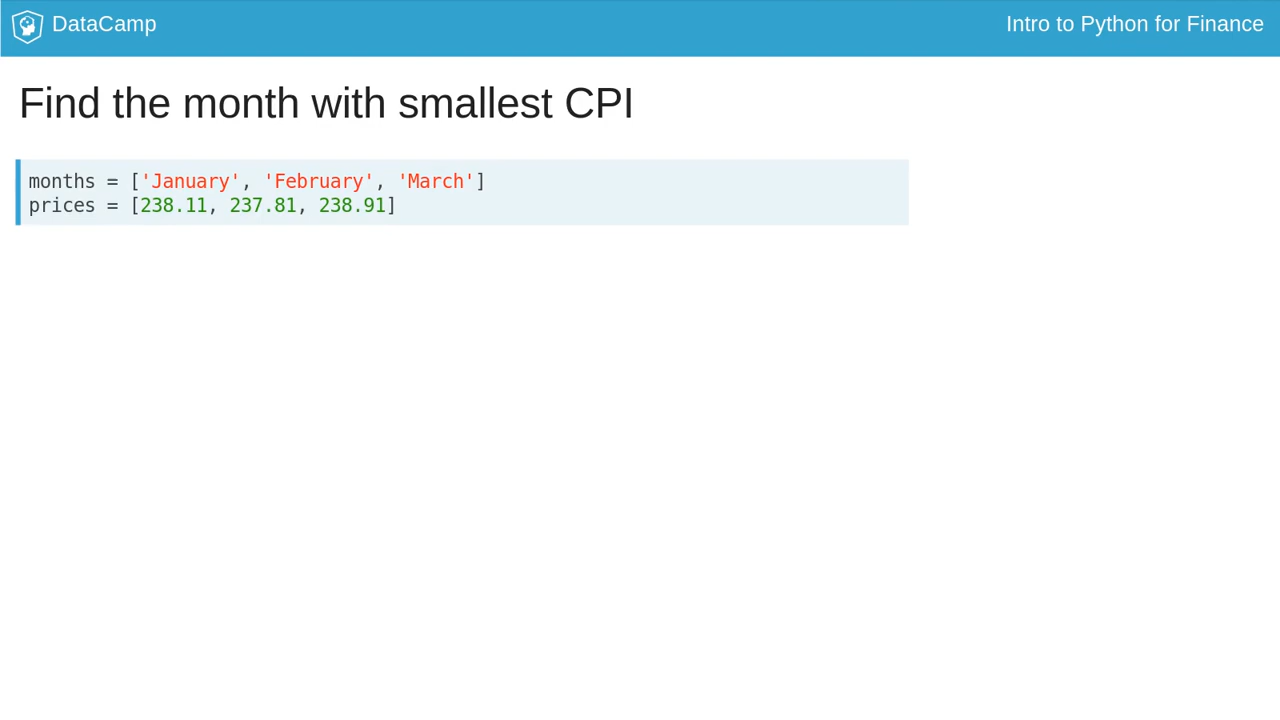 DataCamp
Intro to Python for Finance
Find the month with smallest CPI
months = ['January', 'February', 'March']
prices = [238.11, 237.81, 238.91]